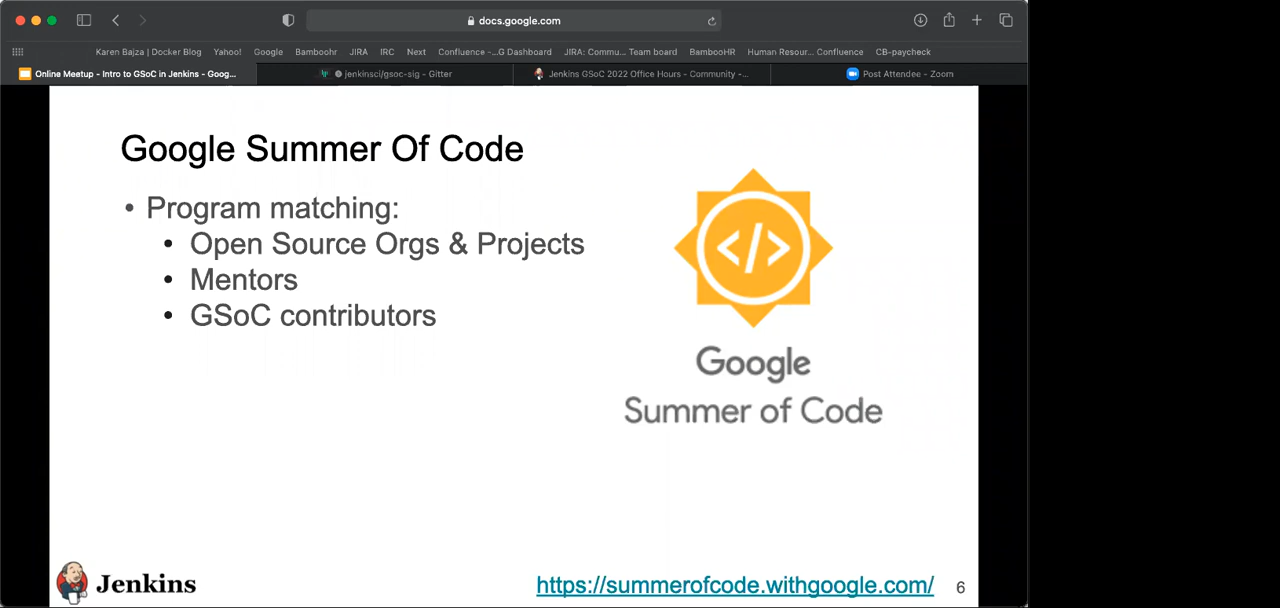 docs.google.com
Karen Bajza | Docker Blog Yahoo! Google Bamboohr JIRA IRC Next Confluence -...G Dashboard JIRA: Commu... Team board BambooHR Human Resour... Confluence CB-paycheck
Online Meetup - Intro to GSoC in Jenkins - Goog... jenkinsci/gsoc-sig - Gitter Jenkins GSoC 2022 Office Hours - Community -... Post Attendee - Zoom
Google Summer Of Code
• Program matching:
• Open Source Orgs & Projects
• Mentors
• GSoC contributors
</>
Google
Summer of Code
Jenkins https://summerofcode.withgoogle.com/ 6